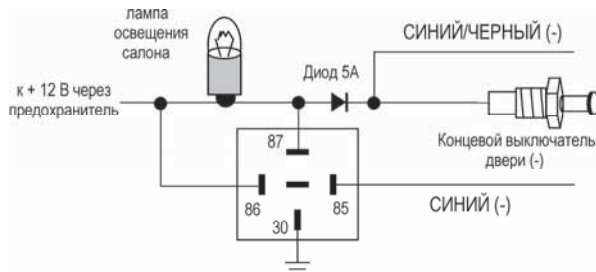 лампа
освещения
салона
СИНИЙ/ЧЕРНЫЙ (-)
Диод 5А
к + 12 В через
предохранитель
87
Концевой выключатель
двери (-)
86
85
СИНИЙ (-)
30